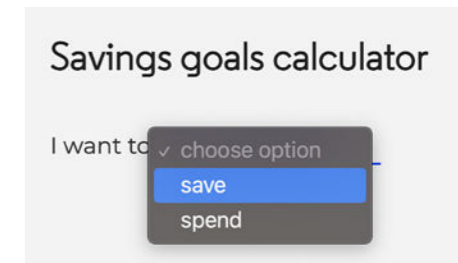 Savings goals calculator
I want to
✓ choose option
save
spend